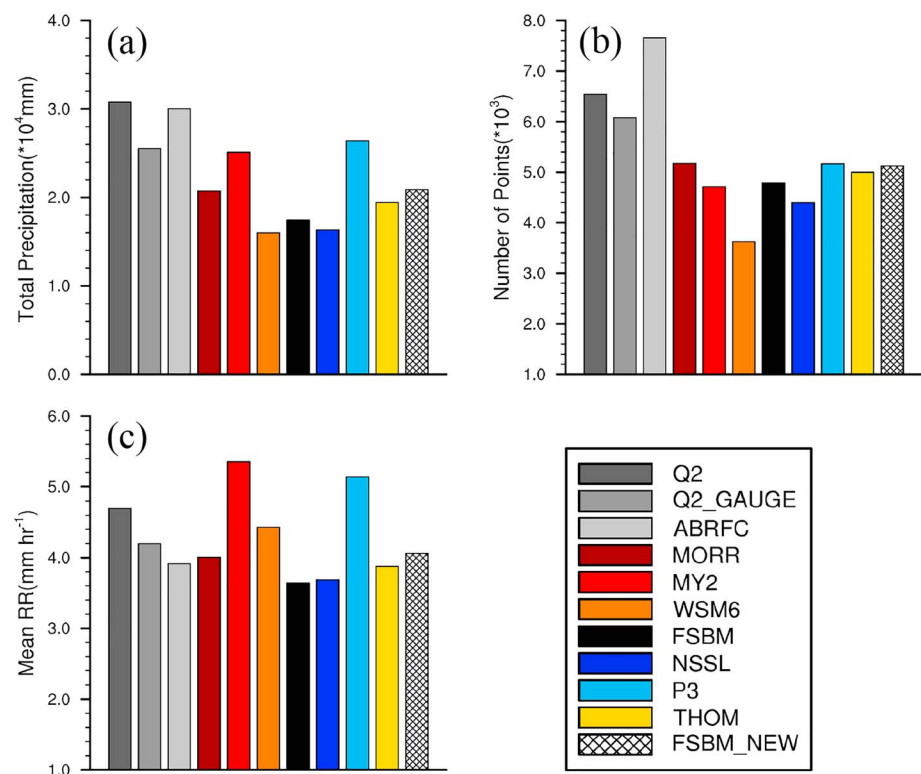 (a)
Total Precipitation(*10⁴mm)
4.0
3.0
2.0
1.0
0.0
(b)
Number of Points(*10³)
8.0
7.0
6.0
5.0
4.0
3.0
2.0
1.0
(c)
Mean RR(mm hr⁻¹)
6.0
5.0
4.0
3.0
2.0
1.0
Q2
Q2_GAUGE
ABRFC
MORR
MY2
WSM6
FSBM
NSSL
P3
THOM
FSBM_NEW